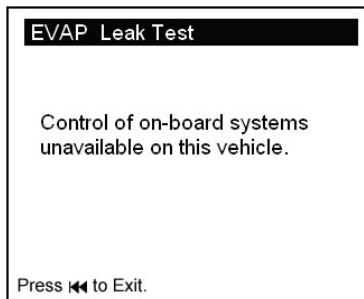 EVAP Leak Test
Control of on-board systems
unavailable on this vehicle.
Press ⏮ to Exit.